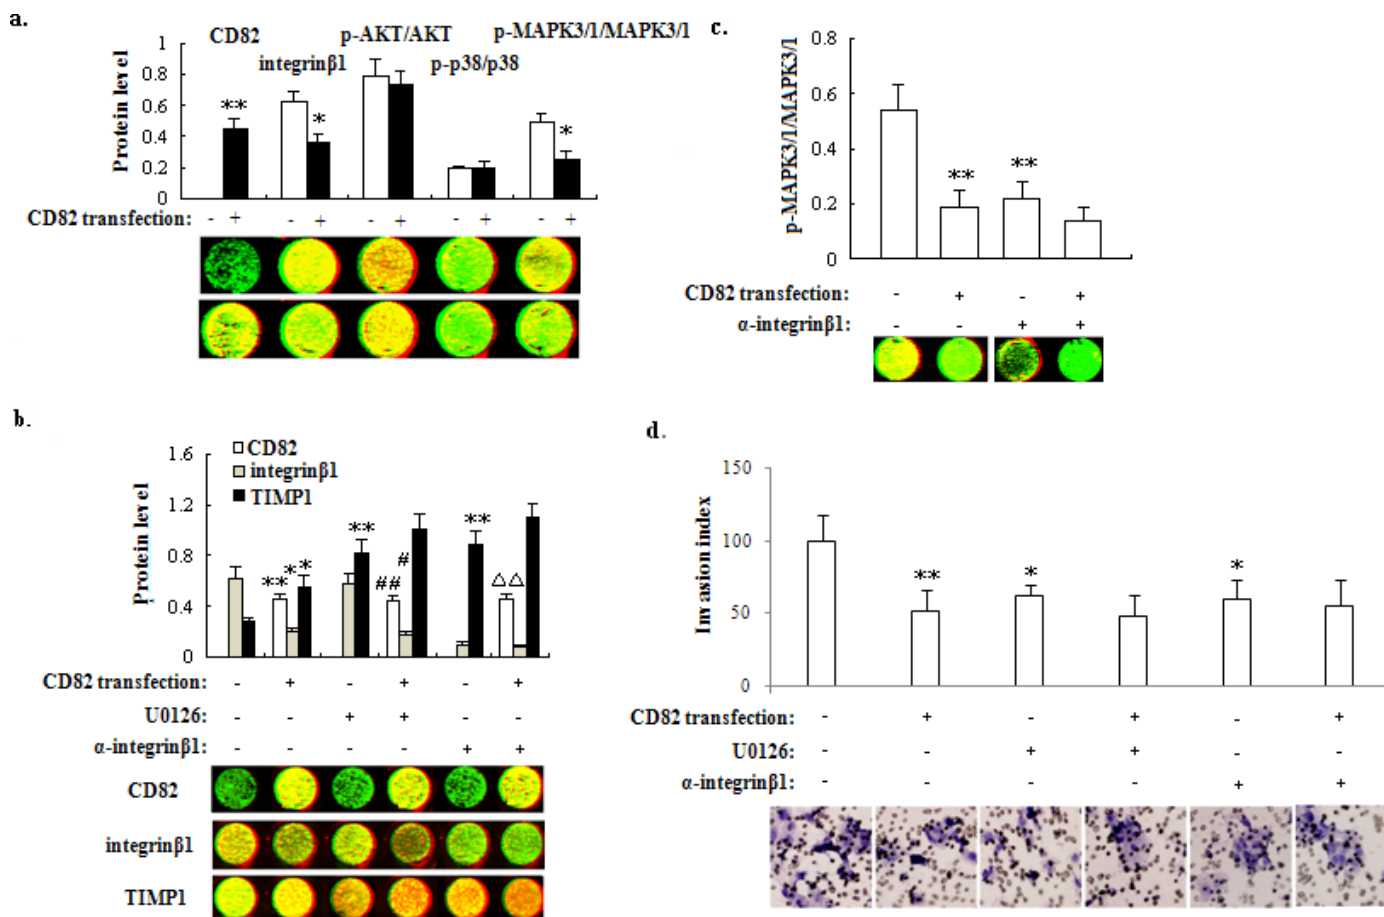 a.
CD82
p-AKT/AKT
p-MAPK3/1/MAPK3/1
integrinβ1
p-p38/p38
Protein level
1
0.8
0.6
0.4
0.2
0
**
*
*
CD82 transfection: - + - + - + - + - +
c.
p-MAPK3/1/MAPK3/1
0.8
0.6
0.4
0.2
0
**
**
CD82 transfection: - + - +
α-integrinβ1: - - + +
b.
CD82
integrinβ1
TIMP1
Protein level
1.6
1.2
0.8
0.4
0
**
*
*
**
##
#
**
△△
CD82 transfection: - + - + - +
U0126: - - + + - -
α-integrinβ1: - - - - + +
CD82
integrinβ1
TIMP1
d.
Invasion index
150
100
50
0
**
*
*
CD82 transfection: - + - + - +
U0126: - - + + - -
α-integrinβ1: - - - - + +